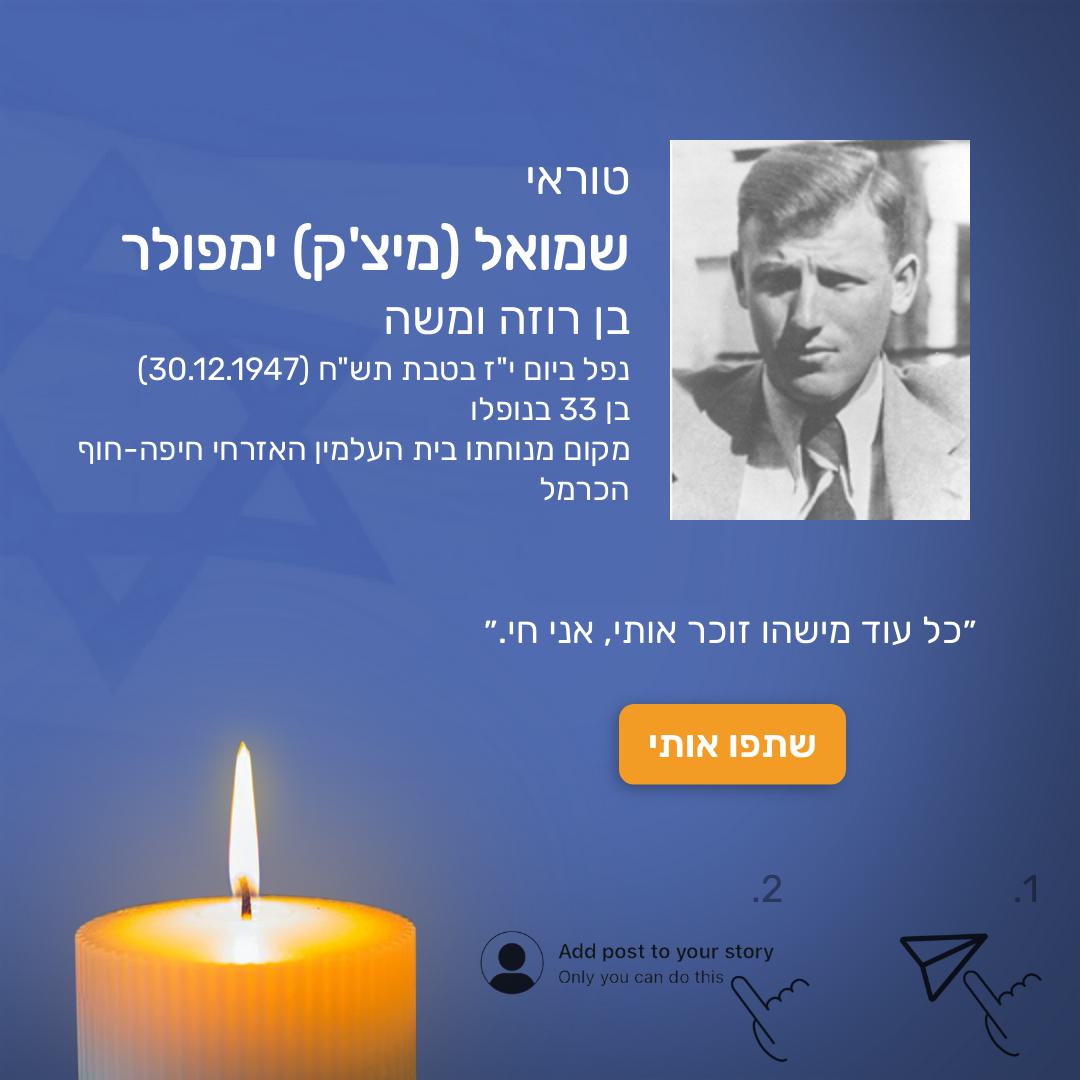 טוראי
שמואל (מיצ'ק) ימפולר
בן רוזה ומשה
נפל ביום י"ז בטבת תש"ח (30.12.1947)
בן 33 בנופלו
מקום מנוחתו בית העלמין האזרחי חיפה-חוף
הכרמל
״כל עוד מישהו זוכר אותי, אני חי.״
שתפו אותי
.1
.2
Add post to your story
Only you can do this